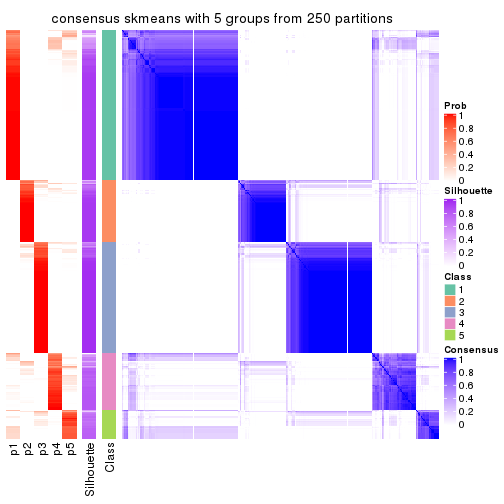 consensus skmeans with 5 groups from 250 partitions
Prob
1
0.8
0.6
0.4
0.2
0
Silhouette
1
0.8
0.6
0.4
0.2
0
Class
1
2
3
4
5
Consensus
1
0.8
0.6
0.4
0.2
0
p1
p2
p3
p4
p5
Silhouette
Class